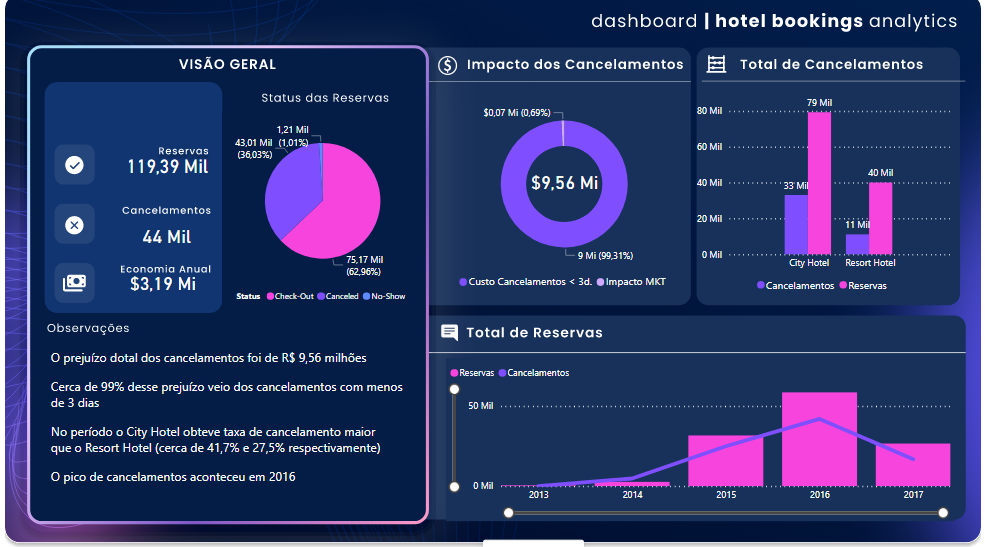 dashboard | hotel bookings analytics
VISÃO GERAL
Reservas
119,39 Mil
Cancelamentos
44 Mil
Economia Anual
$3,19 Mi
Status das Reservas
1,21 Mil
(1,01%)
43,01 Mil
(36,03%)
75,17 Mil
(62,96%)
Status Check-Out Canceled No-Show
Observações
O prejuízo dotal dos cancelamentos foi de R$ 9,56 milhões
Cerca de 99% desse prejuízo veio dos cancelamentos com menos
de 3 dias
No período o City Hotel obteve taxa de cancelamento maior
que o Resort Hotel (cerca de 41,7% e 27,5% respectivamente)
O pico de cancelamentos aconteceu em 2016
Impacto dos Cancelamentos
$0,07 Mi (0,69%)
$9,56 Mi
9 Mi (99,31%)
Custo Cancelamentos < 3d. Impacto MKT
Total de Cancelamentos
80 Mil
60 Mil
40 Mil
20 Mil
0 Mil
33 Mil
79 Mil
11 Mil
40 Mil
City Hotel
Resort Hotel
Cancelamentos Reservas
Total de Reservas
Reservas Cancelamentos
50 Mil
0 Mil
2013 2014 2015 2016 2017